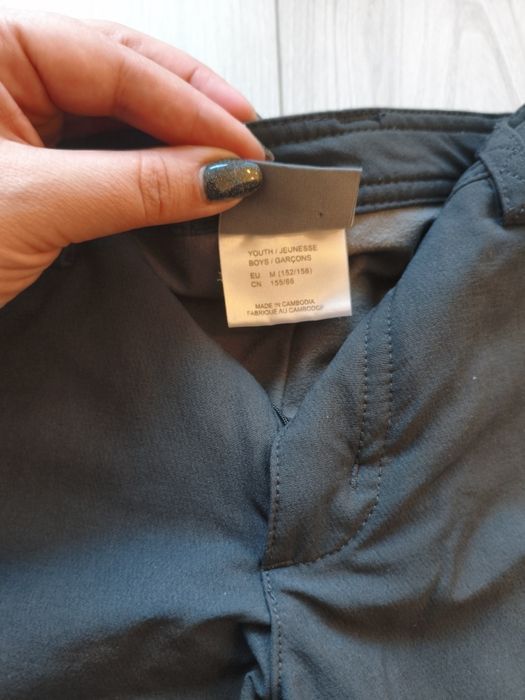 YOUTH / JEUNESSE
BOYS / GARÇONS
EU M (152/158)
CN 155/66
MADE IN CAMBODIA
FABRIQUÉ AU CAMBODGE